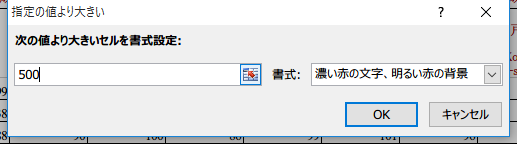 指定の値より大きい
次の値より大きいセルを書式設定:
500 書式: 濃い赤の文字、明るい赤の背景
OK キャンセル